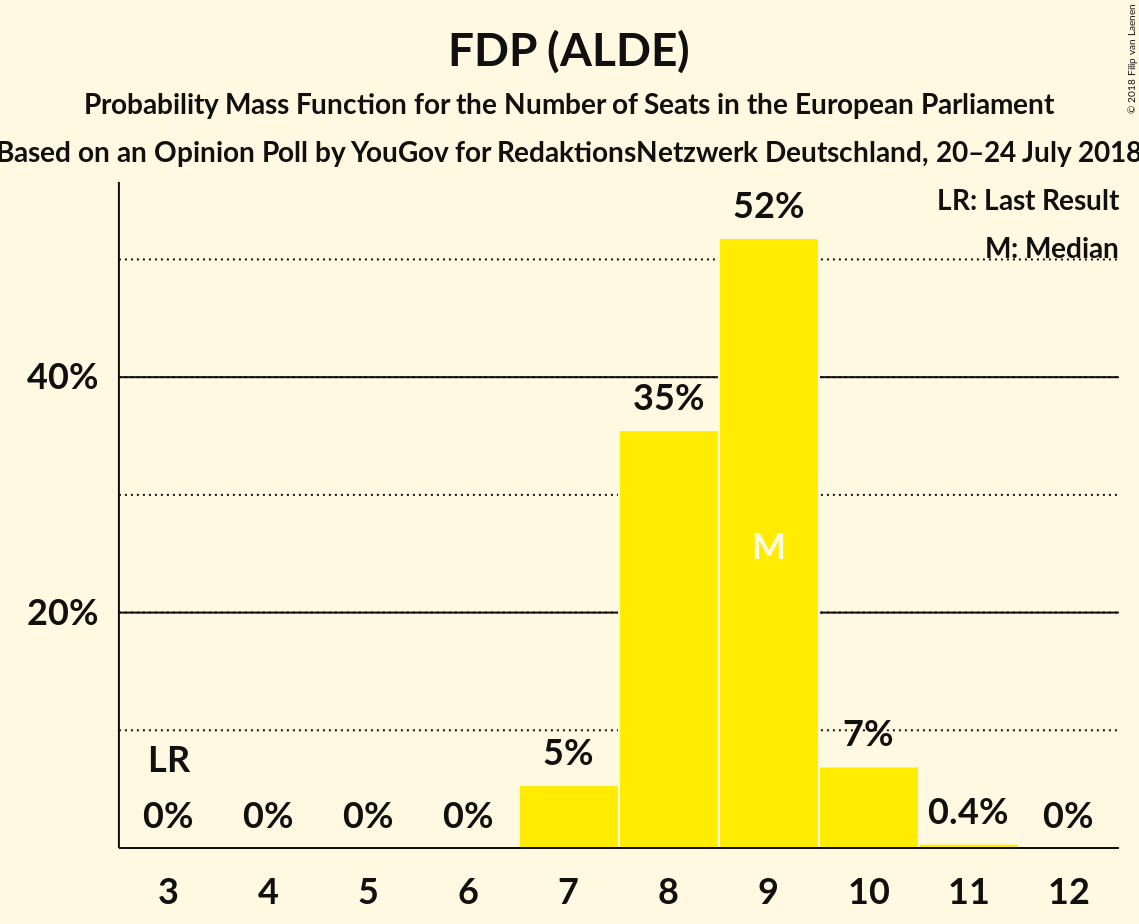 FDP (ALDE)
Probability Mass Function for the Number of Seats in the European Parliament
Based on an Opinion Poll by YouGov for RedaktionsNetzwerk Deutschland, 20–24 July 2018
© 2018 Filip van Laenen
LR: Last Result
M: Median
52%
40%
35%
M
20%
7%
5%
LR
0% 0% 0% 0% 0.4% 0%
3 4 5 6 7 8 9 10 11 12